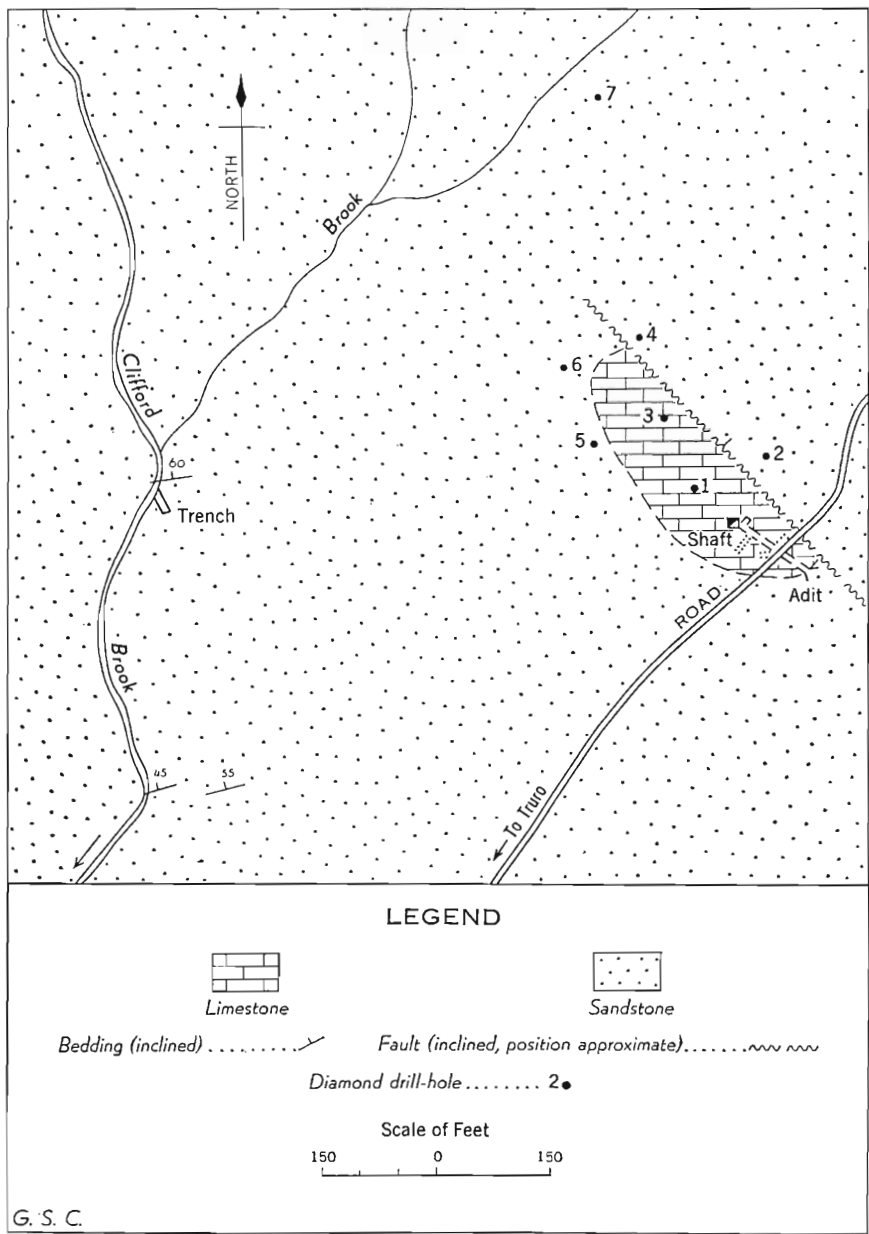 7
NORTH
Brook
Clifford
4
6
3
5
2
60
1
Trench
Shaft
Adit
ROAD
Brook
45
55
To Truro
LEGEND
Limestone
Sandstone
Bedding (inclined)
Fault (inclined, position approximate)
Diamond drill-hole ........ 2
Scale of Feet
150 0 150
G. S. C.